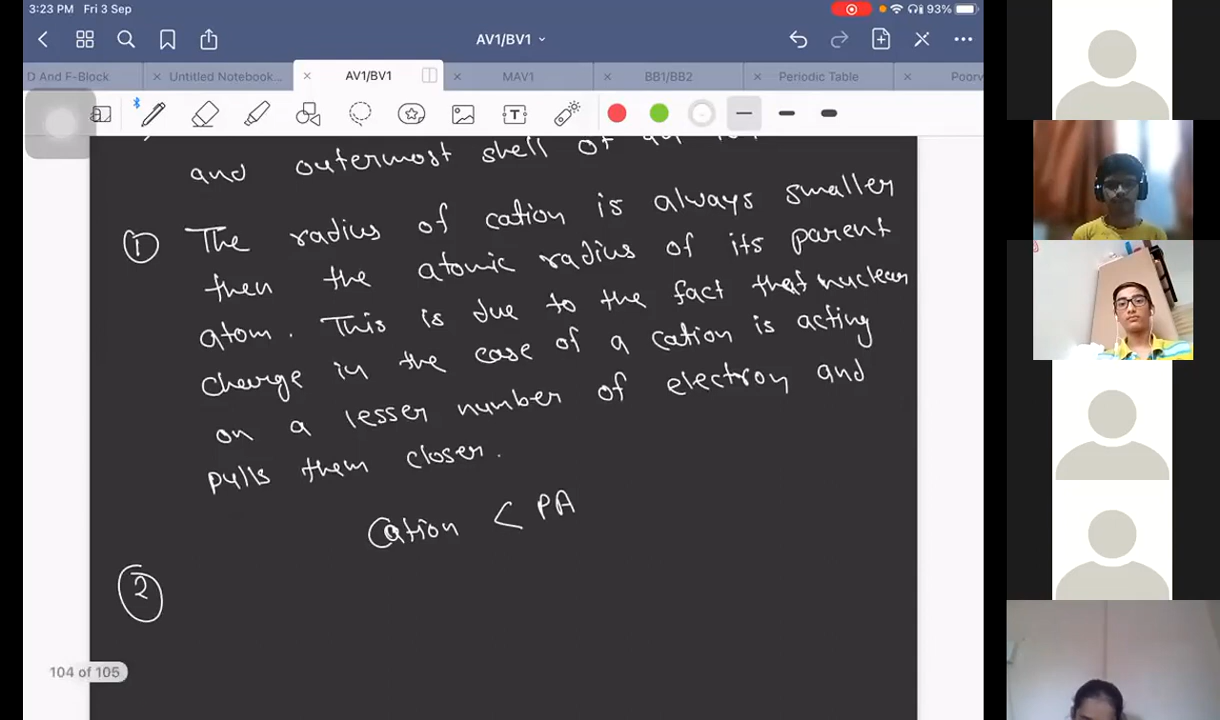 3:23 PM Fri 3 Sep
93%
AV1/BV1
D And F-Block
Untitled Notebook...
AV1/BV1
MAV1
BB1/BB2
Periodic Table
Poorv
T
and outermost shell of
① The radius of cation is always smaller
then the atomic radius of its parent
atom. This is due to the fact that nuclear
charge in the case of a cation is acting
on a lesser number of electron and
pulls them closer.
Cation < PA
②
104 of 105